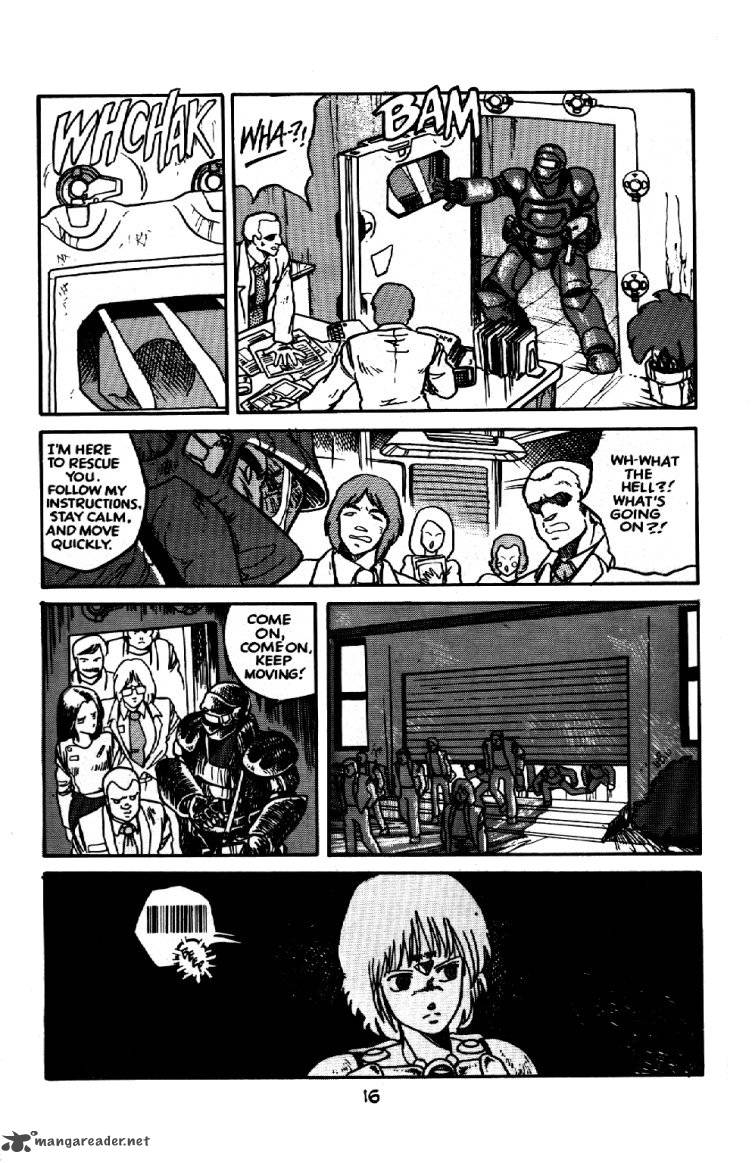 WHCHAK
WHA-?!
BAM
I'M HERE
TO RESCUE
YOU.
FOLLOW MY
INSTRUCTIONS.
STAY CALM,
AND MOVE
QUICKLY.
WH-WHAT
THE
HELL?!
WHAT'S
GOING
ON?!
COME
ON,
COME ON,
KEEP
MOVING!
16
mangareader.net